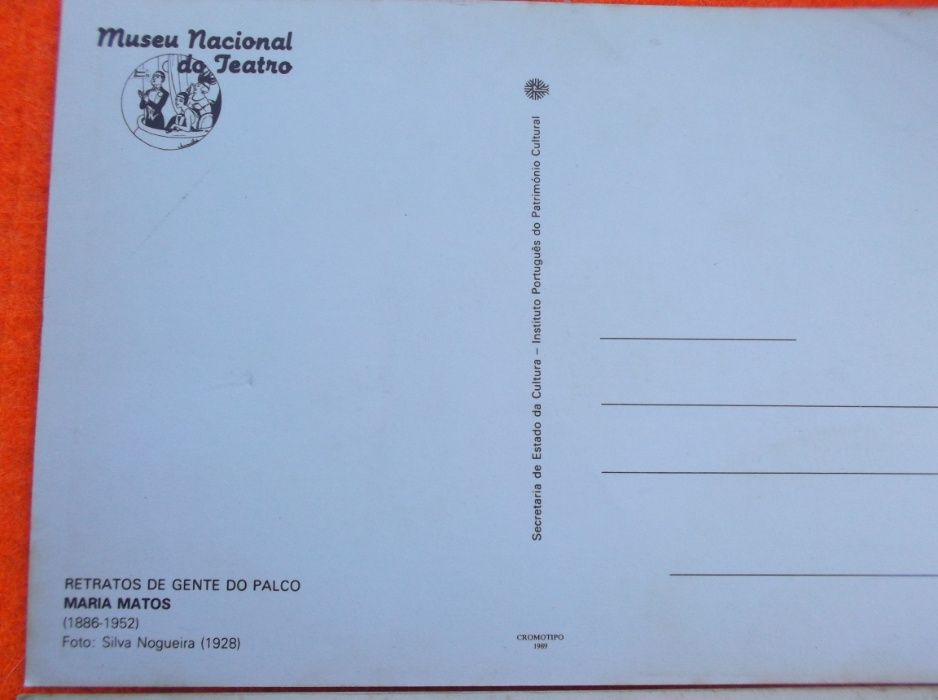 Museu Nacional
do Teatro
Secretaria de Estado da Cultura – Instituto Português do Património Cultural
RETRATOS DE GENTE DO PALCO
MARIA MATOS
(1886-1952)
Foto: Silva Nogueira (1928)
CROMOTIPO
1989